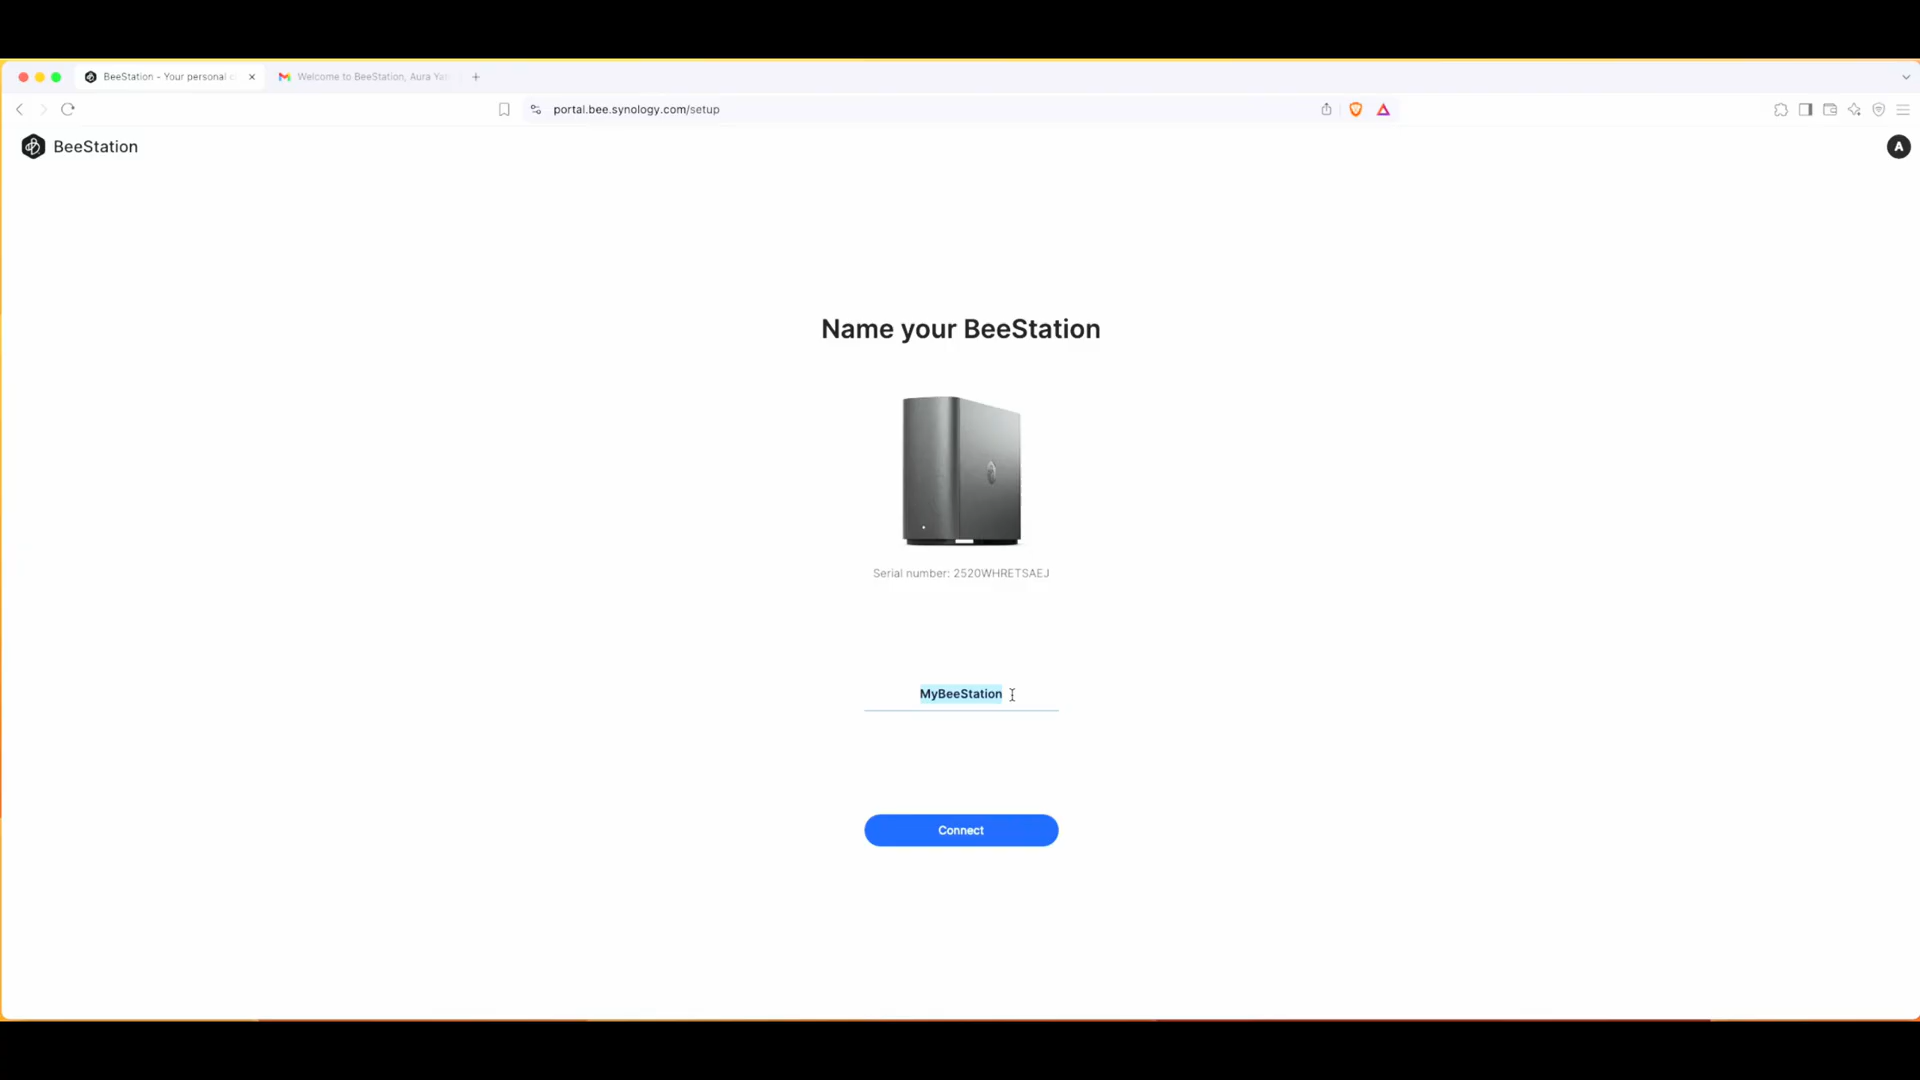 BeeStation - Your personal c
Welcome to BeeStation, Aura Yat
portal.bee.synology.com/setup
BeeStation
A
Name your BeeStation
Serial number: 2520WHRETSAEJ
MyBeeStation
Connect